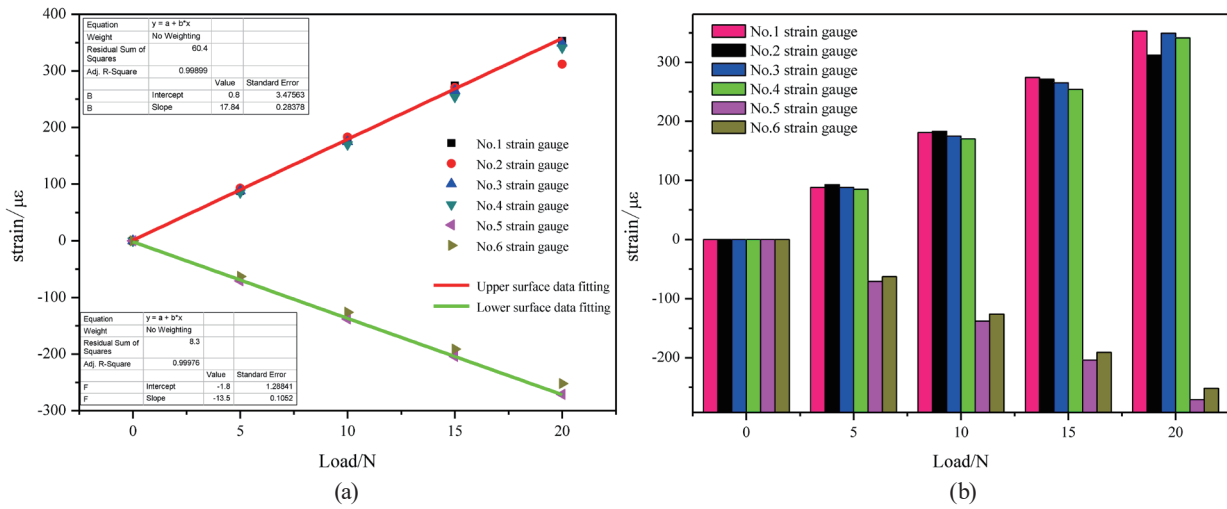 Equation y = a + b*x
Weight No Weighting
Residual Sum of Squares 60.4
Adj. R-Square 0.99899
Value Standard Error
B Intercept 0.8 3.47563
B Slope 17.84 0.28378
No.1 strain gauge
No.2 strain gauge
No.3 strain gauge
No.4 strain gauge
No.5 strain gauge
No.6 strain gauge
Upper surface data fitting
Lower surface data fitting
Equation y = a + b*x
Weight No Weighting
Residual Sum of Squares 8.3
Adj. R-Square 0.99976
Value Standard Error
F Intercept -1.8 1.28841
F Slope -13.5 0.1052
400
300
200
100
0
-100
-200
-300
strain/με
0 5 10 15 20
Load/N
(a)
No.1 strain gauge
No.2 strain gauge
No.3 strain gauge
No.4 strain gauge
No.5 strain gauge
No.6 strain gauge
300
200
100
0
-100
-200
strain/με
0 5 10 15 20
Load/N
(b)